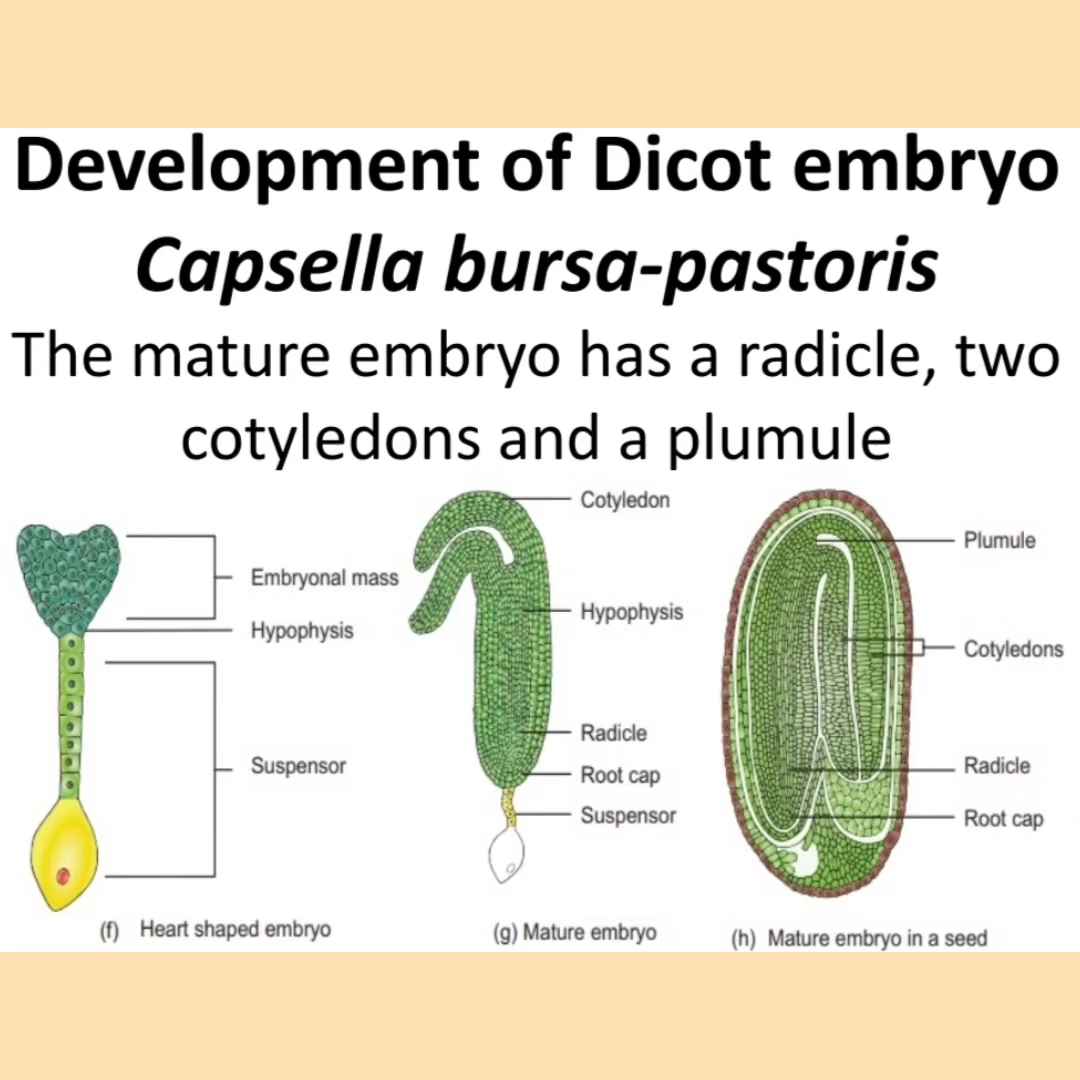 Development of Dicot embryo
Capsella bursa-pastoris
The mature embryo has a radicle, two
cotyledons and a plumule
Embryonal mass
Hypophysis
Suspensor
(f) Heart shaped embryo
Cotyledon
Hypophysis
Radicle
Root cap
Suspensor
(g) Mature embryo
Plumule
Cotyledons
Radicle
Root cap
(h) Mature embryo in a seed